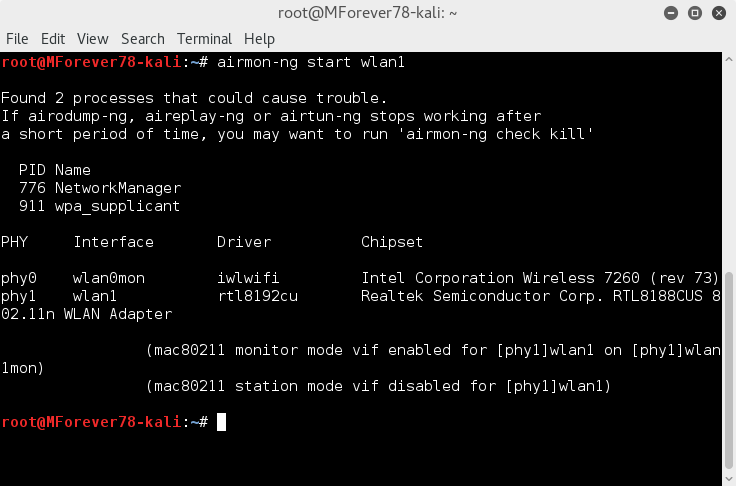 root@MForever78-kali: ~
File Edit View Search Terminal Help
root@MForever78-kali:~# airmon-ng start wlan1
Found 2 processes that could cause trouble.
If airodump-ng, aireplay-ng or airtun-ng stops working after
a short period of time, you may want to run 'airmon-ng check kill'
PID Name
776 NetworkManager
911 wpa_supplicant
PHY Interface Driver Chipset
phy0 wlan0mon iwlwifi Intel Corporation Wireless 7260 (rev 73)
phy1 wlan1 rtl8192cu Realtek Semiconductor Corp. RTL8188CUS 8
02.11n WLAN Adapter
(mac80211 monitor mode vif enabled for [phy1]wlan1 on [phy1]wlan
1mon)
(mac80211 station mode vif disabled for [phy1]wlan1)
root@MForever78-kali:~#